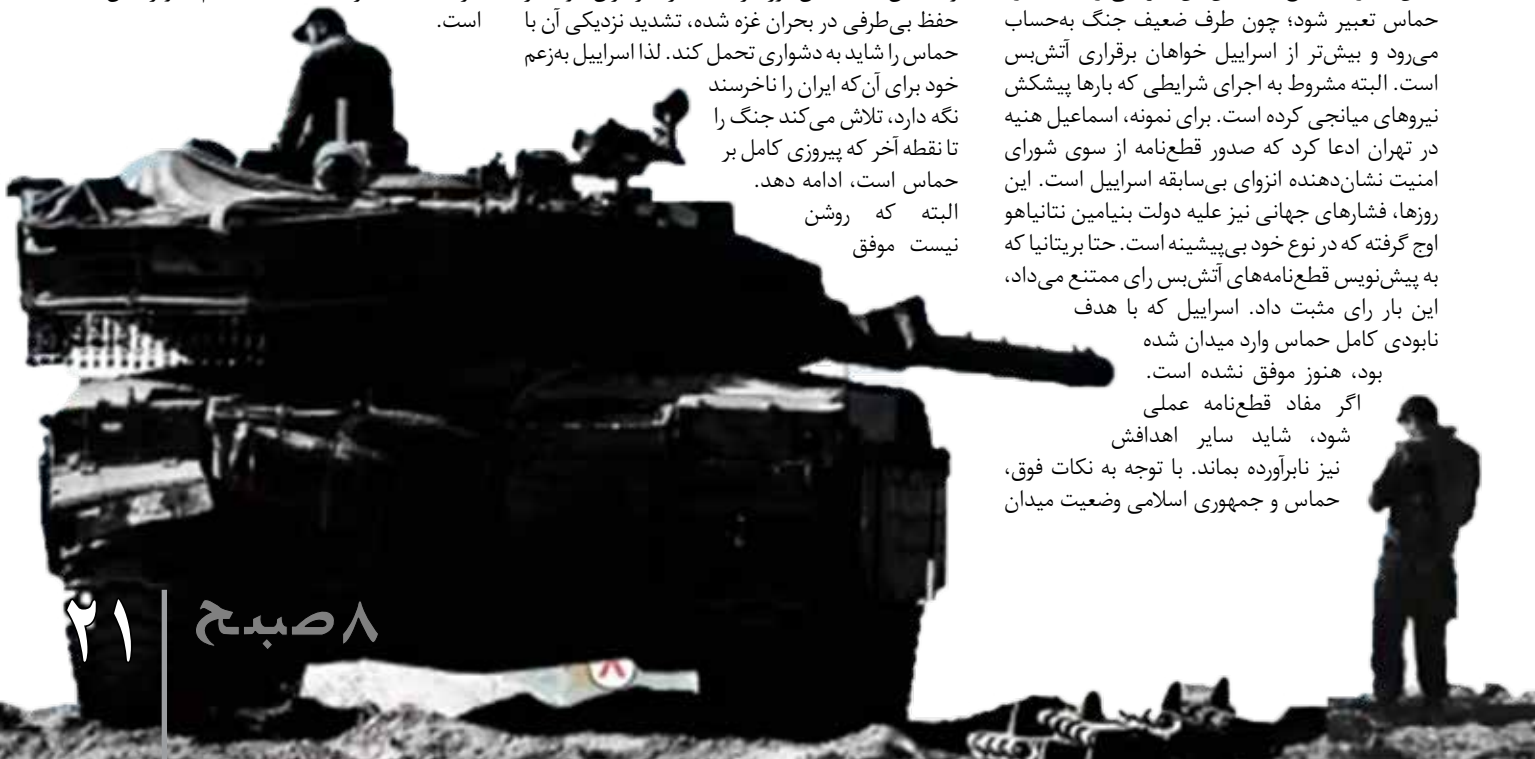 حماس تعبیر شود؛ چون طرف ضعیف جنگ به‌حساب
می‌رود و بیش‌تر از اسراییل خواهان برقراری آتش‌بس
است. البته مشروط به اجرای شرایطی که بارها پیشکش
نیروهای میانجی کرده است. برای نمونه، اسماعیل هنیه
در تهران ادعا کرد که صدور قطع‌نامه از سوی شورای
امنیت نشان‌دهنده انزوای بی‌سابقه اسراییل است. این
روزها، فشارهای جهانی نیز علیه دولت بنیامین نتانیاهو
اوج گرفته که در نوع خود بی‌پیشینه است. حتا بریتانیا که
به پیش‌نویس قطع‌نامه‌های آتش‌بس رای ممتنع می‌داد،
این بار رای مثبت داد. اسراییل که با هدف
نابودی کامل حماس وارد میدان شده
بود، هنوز موفق نشده است.
اگر مفاد قطع‌نامه عملی
شود، شاید سایر اهدافش
نیز نابرآورده بماند. با توجه به نکات فوق،
حماس و جمهوری اسلامی وضعیت میدان
حفظ بی‌طرفی در بحران غزه شده، تشدید نزدیکی آن با
حماس را شاید به دشواری تحمل کند. لذا اسراییل به‌زعم
خود برای آن‌که ایران را ناخرسند
نگه دارد، تلاش می‌کند جنگ را
تا نقطه آخر که پیروزی کامل بر
حماس است، ادامه دهد.
البته که روشن
نیست موفق
است.
۸صبح
۲۱